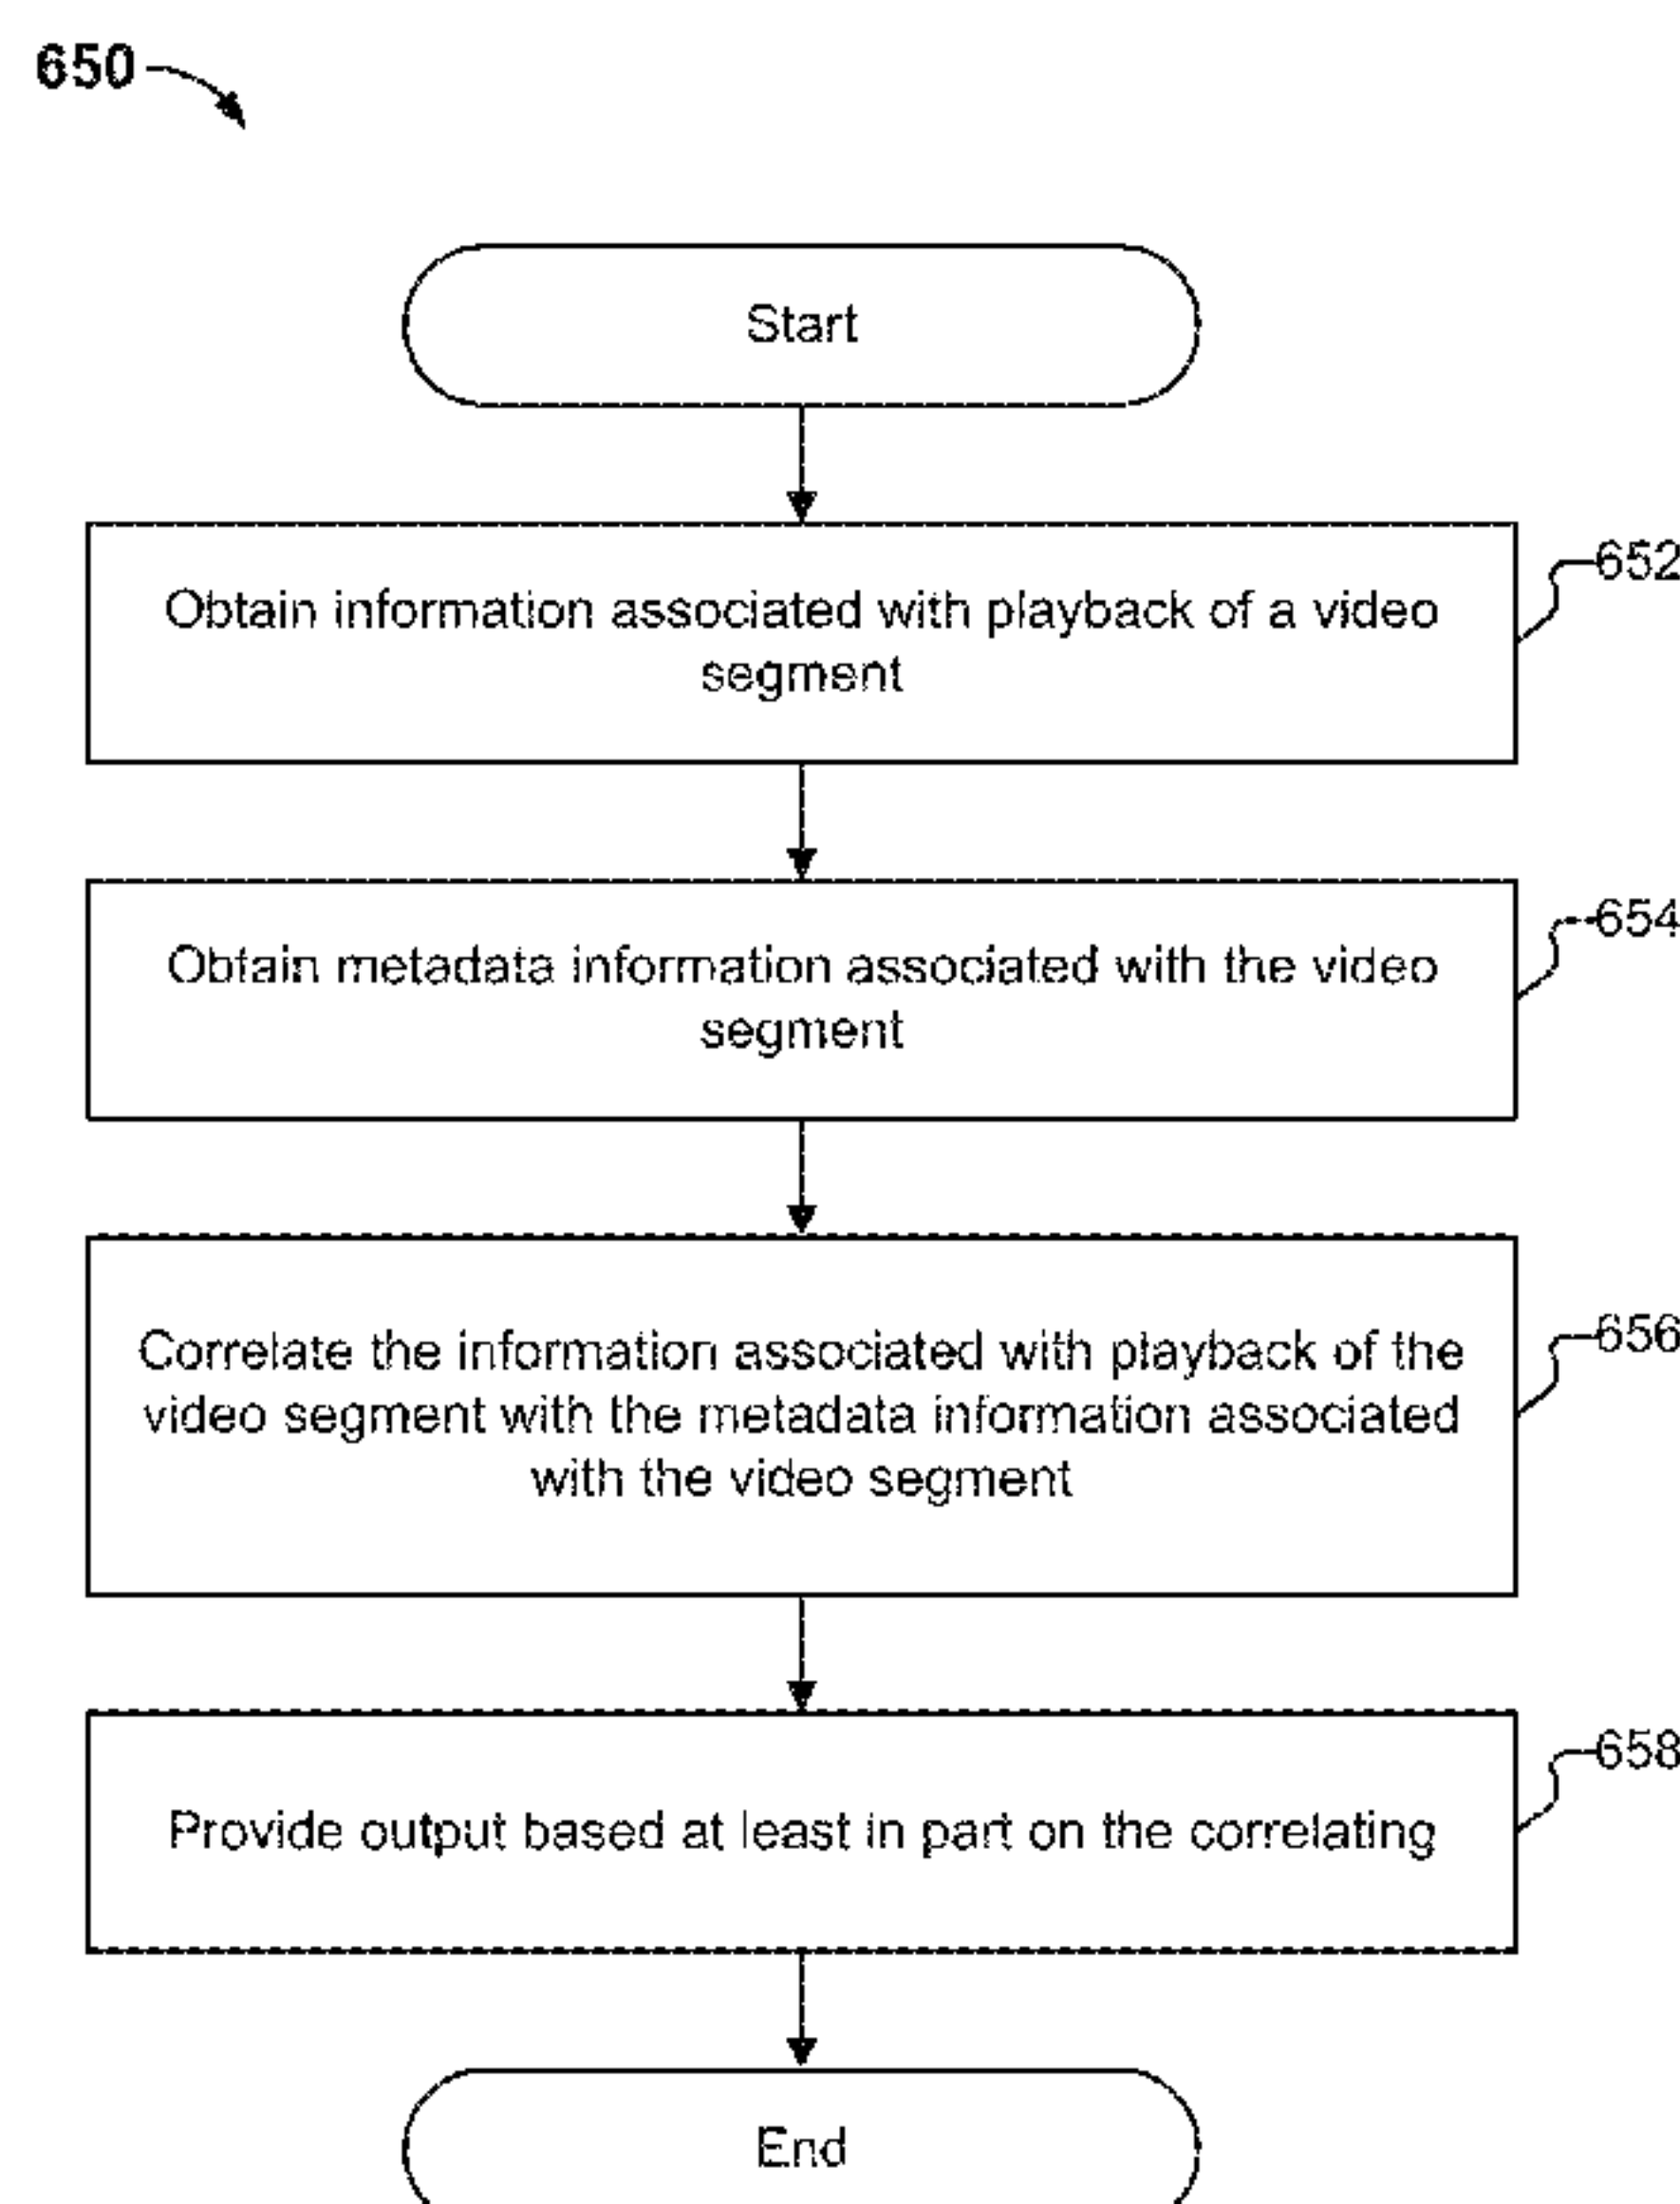 650
Start
Obtain information associated with playback of a video
segment
652
Obtain metadata information associated with the video
segment
654
Correlate the information associated with playback of the
video segment with the metadata information associated
with the video segment
656
Provide output based at least in part on the correlating
658
End